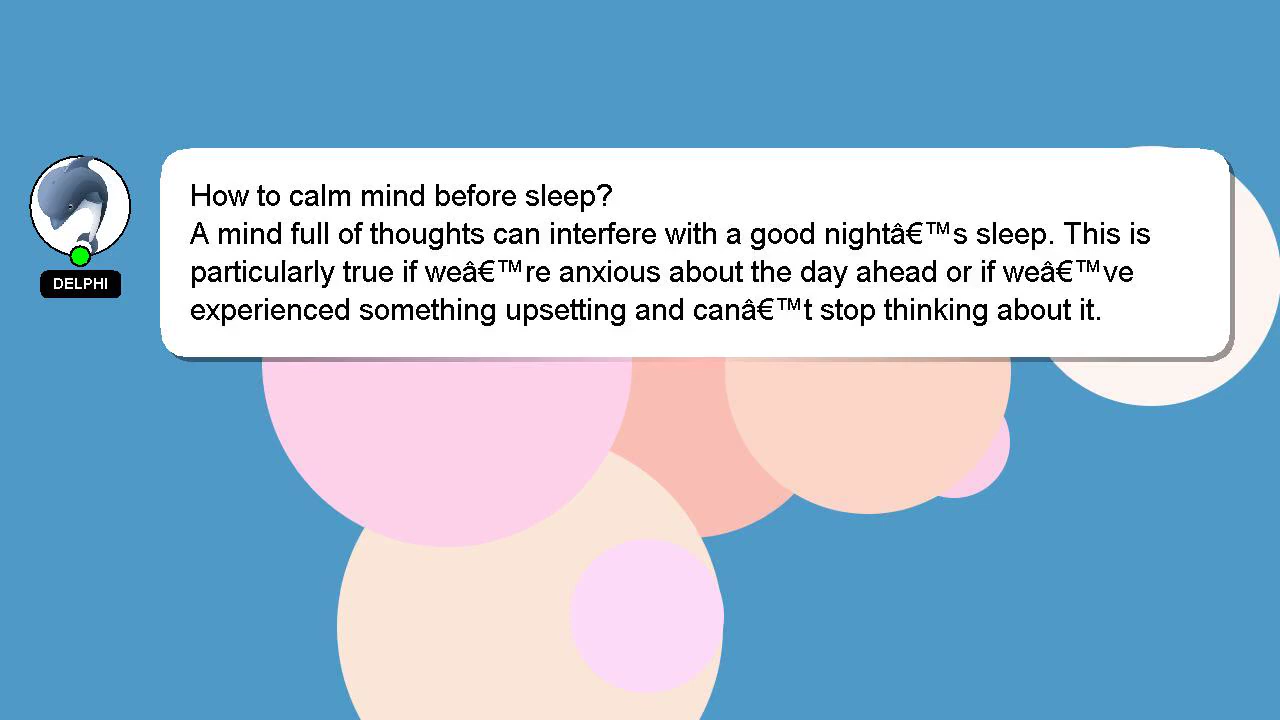 How to calm mind before sleep?
A mind full of thoughts can interfere with a good nightâ€™s sleep. This is
particularly true if weâ€™re anxious about the day ahead or if weâ€™ve
experienced something upsetting and canâ€™t stop thinking about it.
DELPHI